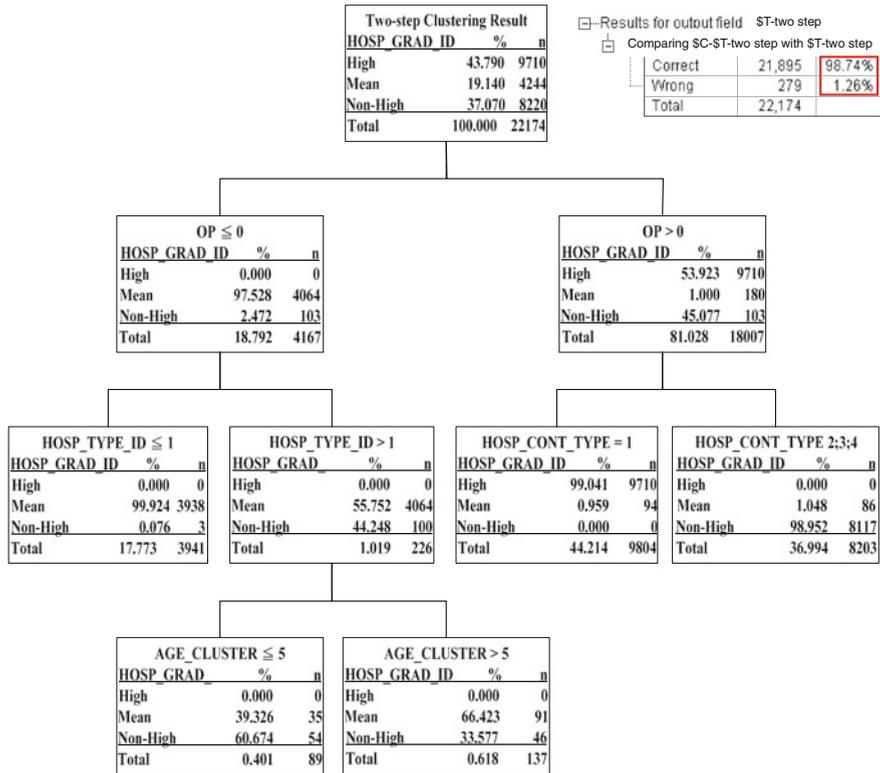 Two-step Clustering Result
HOSP_GRAD_ID % n
High 43.790 9710
Mean 19.140 4244
Non-High 37.070 8220
Total 100.000 22174
Results for output field $T-two step
Comparing $C-$T-two step with $T-two step
Correct 21,895 98.74%
Wrong 279 1.26%
Total 22,174
OP ≦ 0
HOSP_GRAD_ID % n
High 0.000 0
Mean 97.528 4064
Non-High 2.472 103
Total 18.792 4167
OP > 0
HOSP_GRAD_ID % n
High 53.923 9710
Mean 1.000 180
Non-High 45.077 103
Total 81.028 18007
HOSP_TYPE_ID ≦ 1
HOSP_GRAD_ID % n
High 0.000 0
Mean 99.924 3938
Non-High 0.076 3
Total 17.773 3941
HOSP_TYPE_ID > 1
HOSP_GRAD_ % n
High 0.000 0
Mean 55.752 4064
Non-High 44.248 100
Total 1.019 226
HOSP_CONT_TYPE = 1
HOSP_GRAD_ID % n
High 99.041 9710
Mean 0.959 94
Non-High 0.000 0
Total 44.214 9804
HOSP_CONT_TYPE 2;3;4
HOSP_GRAD_ID % n
High 0.000 0
Mean 1.048 86
Non-High 98.952 8117
Total 36.994 8203
AGE_CLUSTER ≦ 5
HOSP_GRAD_ % n
High 0.000 0
Mean 39.326 35
Non-High 60.674 54
Total 0.401 89
AGE_CLUSTER > 5
HOSP_GRAD_ID % n
High 0.000 0
Mean 66.423 91
Non-High 33.577 46
Total 0.618 137